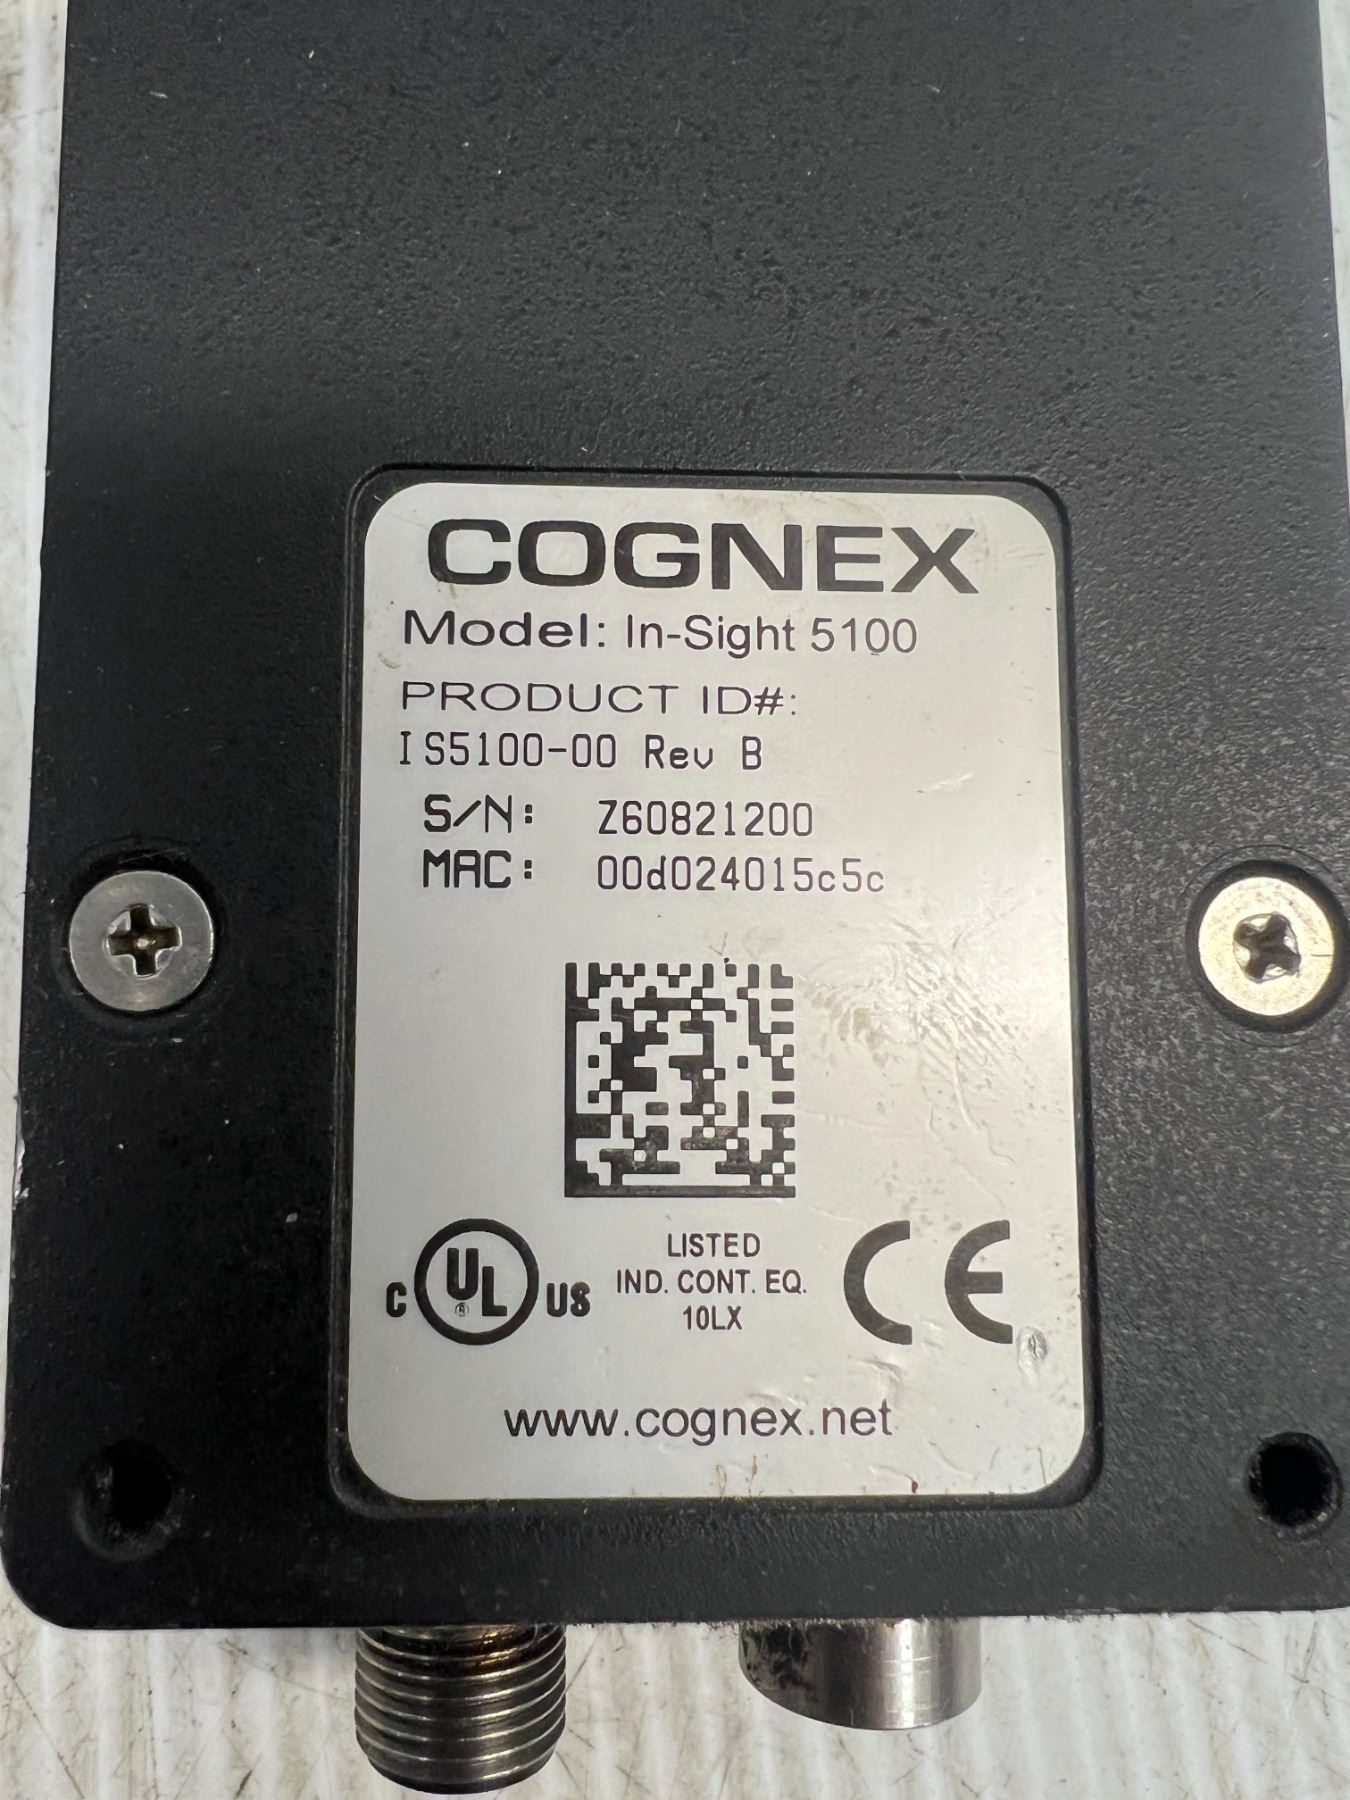 COGNEX
Model: In-Sight 5100
PRODUCT ID#:
IS5100-00 Rev B
S/N: Z60821200
MAC: 00d024015c5c
C UL US
®
LISTED
IND. CONT. EQ.
10LX
CE
www.cognex.net